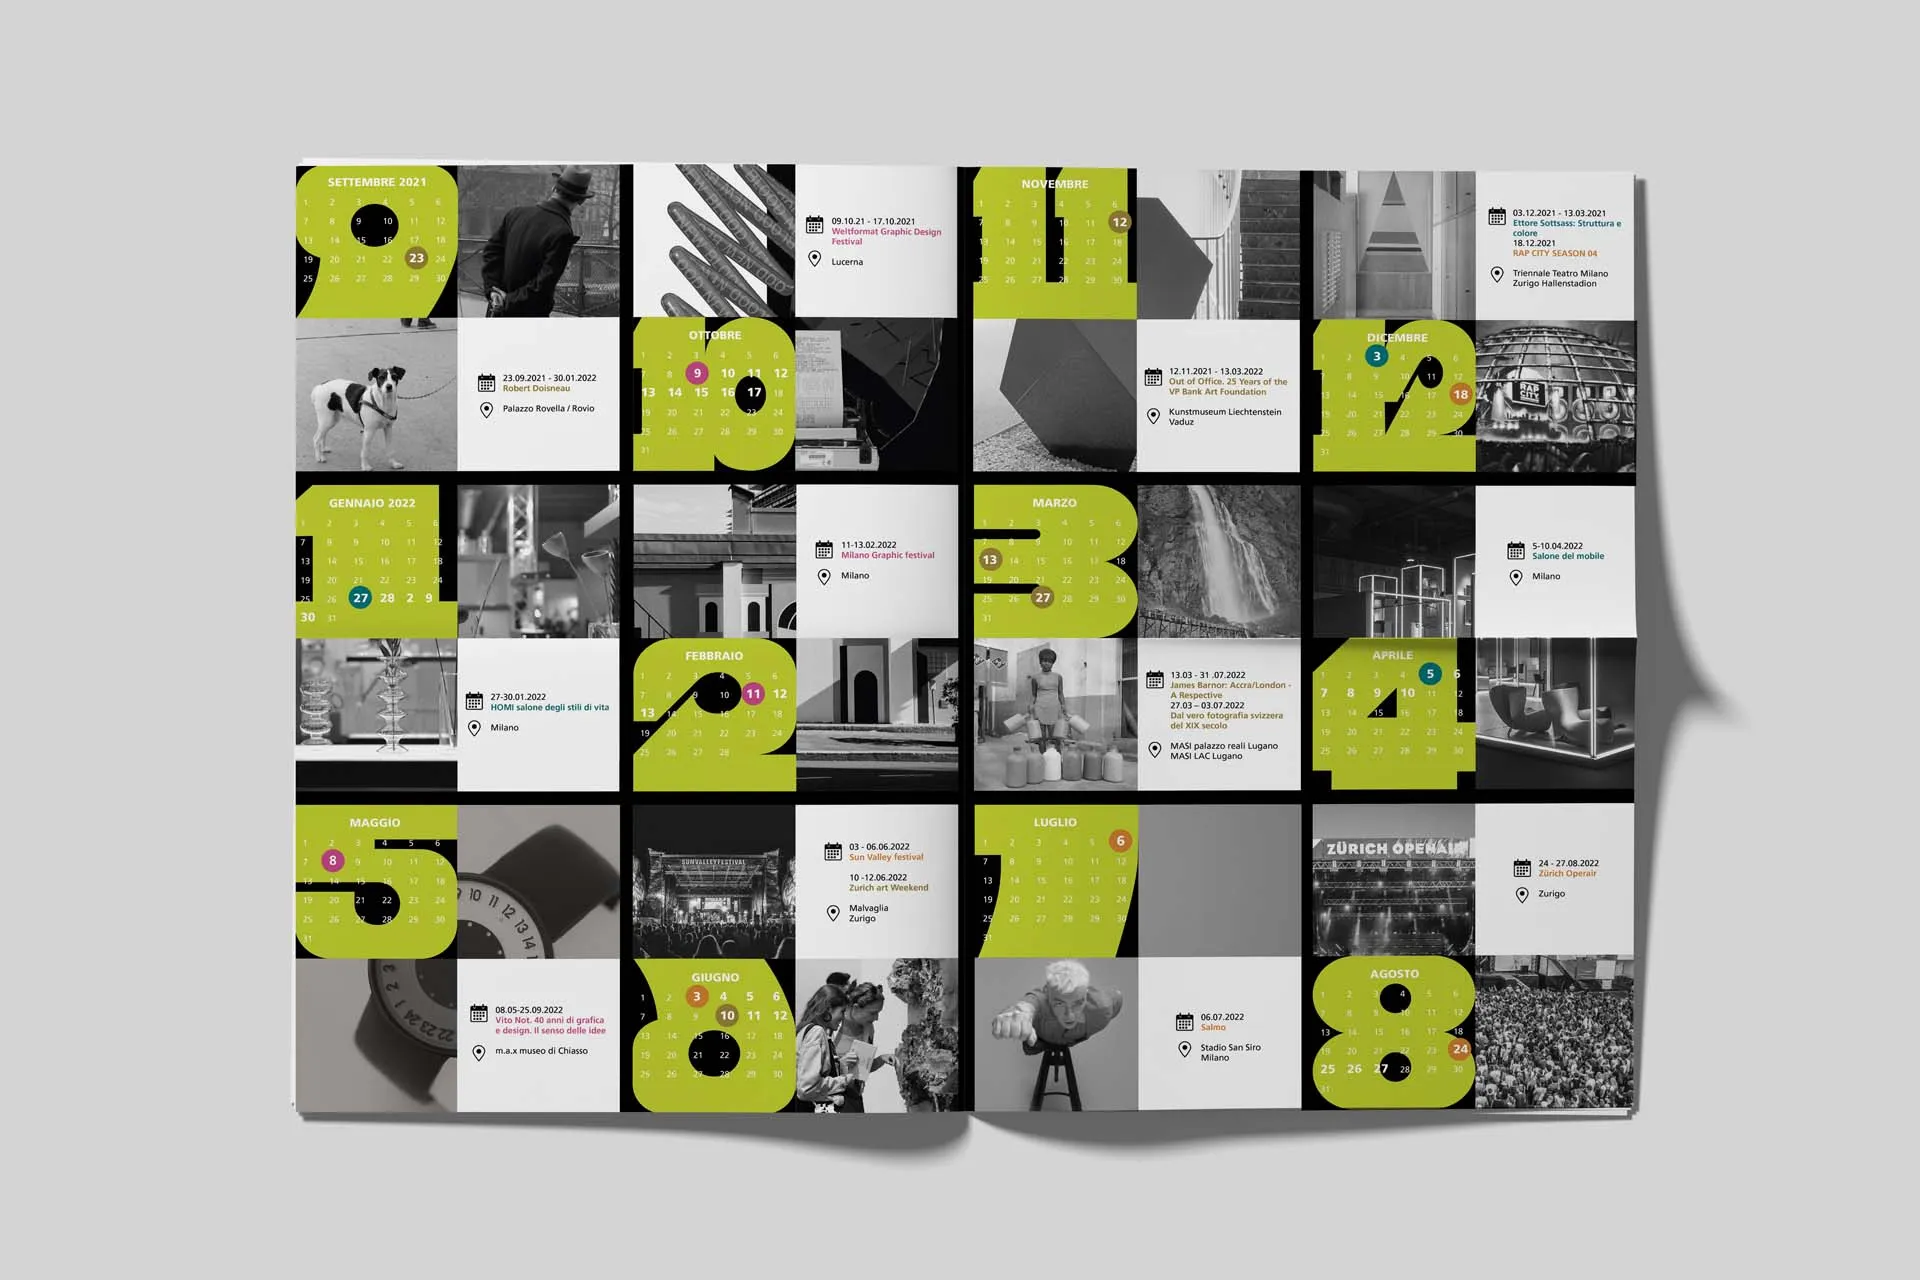 SETTEMBRE 2021
1 2 3 4 5 6
7 8 9 10 11 12
13 14 15 16 17 18
19 20 21 22 23 24
25 26 27 28 29 30
23.09.2021 - 30.01.2022
Robert Doisneau
Palazzo Rovella / Rovio
09.10.21 - 17.10.2021
Weltformat Graphic Design
Festival
Lucerna
OTTOBRE
1 2 3 4 5 6
7 8 9 10 11 12
13 14 15 16 17 18
19 20 21 22 23 24
25 26 27 28 29 30
31
NOVEMBRE
1 2 3 4 5 6
7 8 9 10 11 12
13 14 15 16 17 18
19 20 21 22 23 24
25 26 27 28 29 30
12.11.2021 - 13.03.2022
Out of Office. 25 Years of the
VP Bank Art Foundation
Kunstmuseum Liechtenstein
Vaduz
03.12.2021 - 13.03.2021
Ettore Sottsass: Struttura e
colore
18.12.2021
RAP CITY SEASON 04
Triennale Teatro Milano
Zurigo Hallenstadion
DICEMBRE
1 2 3 4 5 6
7 8 9 10 11 12
13 14 15 16 17 18
19 20 21 22 23 24
25 26 27 28 29 30
31
RAP
CITY
GENNAIO 2022
1 2 3 4 5 6
7 8 9 10 11 12
13 14 15 16 17 18
19 20 21 22 23 24
25 26 27 28 2 9
30 31
27-30.01.2022
HOMI salone degli stili di vita
Milano
11-13.02.2022
Milano Graphic festival
Milano
FEBBRAIO
1 2 3 4 5 6
7 8 9 10 11 12
13 14 15 16 17 18
19 20 21 22 23 24
25 26 27 28
MARZO
1 2 3 4 5 6
7 8 9 10 11 12
13 14 15 16 17 18
19 20 21 22 23 24
25 26 27 28 29 30
31
13.03 - 31 .07.2022
James Barnor: Accra/London -
A Respective
27.03 – 03.07.2022
Dal vero fotografia svizzera
del XIX secolo
MASI palazzo reali Lugano
MASI LAC Lugano
5-10.04.2022
Salone del mobile
Milano
APRILE
1 2 3 4 5 6
7 8 9 10 11 12
13 14 15 16 17 18
19 20 21 22 23 24
25 26 27 28 29 30
MAGGIO
1 2 3 4 5 6
7 8 9 10 11 12
13 14 15 16 17 18
19 20 21 22 23 24
25 26 27 28 29 30
31
9 10 11 12 13 14
22 23 24 1 2 3
08.05-25.09.2022
Vito Not. 40 anni di grafica
e design. Il senso delle idee
m.a.x museo di Chiasso
SUNVALLEYFESTIVAL
03 - 06.06.2022
Sun Valley festival
10 -12.06.2022
Zurich art Weekend
Malvaglia
Zurigo
GIUGNO
1 2 3 4 5 6
7 8 9 10 11 12
13 14 15 16 17 18
19 20 21 22 23 24
25 26 27 28 29 30
LUGLIO
1 2 3 4 5 6
7 8 9 10 11 12
13 14 15 16 17 18
19 20 21 22 23 24
25 26 27 28 29 30
31
06.07.2022
Salmo
Stadio San Siro
Milano
ZÜRICH OPENAIR
24 - 27.08.2022
Zürich Operair
Zurigo
AGOSTO
1 2 3 4 5 6
7 8 9 10 11 12
13 14 15 16 17 18
19 20 21 22 23 24
25 26 27 28 29 30
31